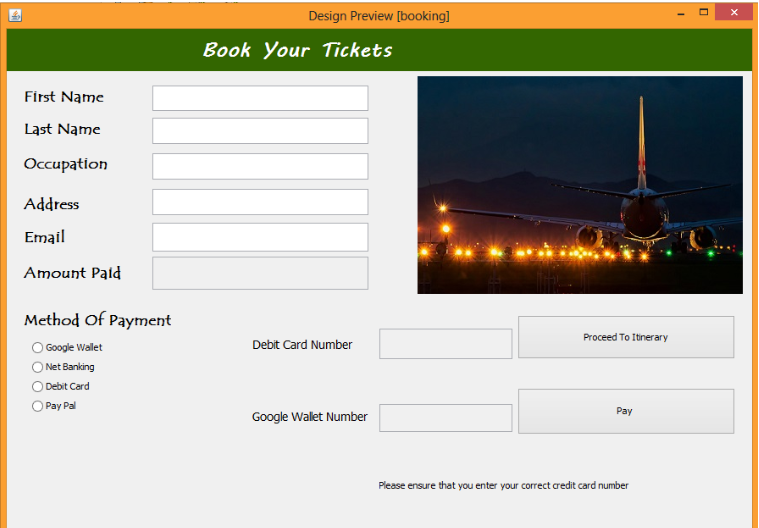 Design Preview [booking]
Book Your Tickets
First Name
Last Name
Occupation
Address
Email
Amount Paid
Method Of Payment
Google Wallet
Net Banking
Debit Card
Pay Pal
Debit Card Number
Proceed To Itinerary
Google Wallet Number
Pay
Please ensure that you enter your correct credit card number